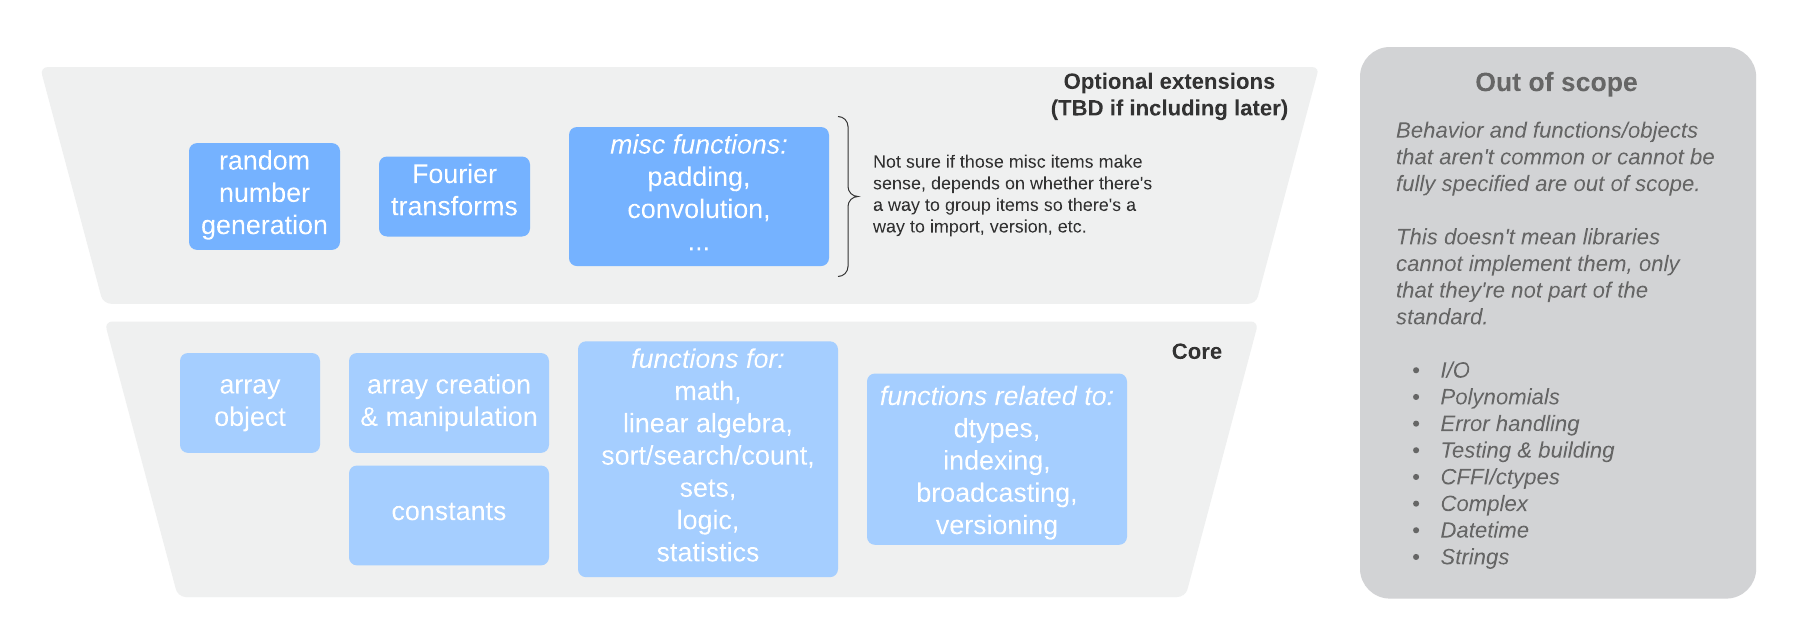 Optional extensions
(TBD if including later)
random
number
generation
Fourier
transforms
misc functions:
padding,
convolution,
...
Not sure if those misc items make
sense, depends on whether there's
a way to group items so there's a
way to import, version, etc.
Core
array
object
array creation
& manipulation
constants
functions for:
math,
linear algebra,
sort/search/count,
sets,
logic,
statistics
functions related to:
dtypes,
indexing,
broadcasting,
versioning
Out of scope
Behavior and functions/objects
that aren't common or cannot be
fully specified are out of scope.
This doesn't mean libraries
cannot implement them, only
that they're not part of the
standard.
• I/O
• Polynomials
• Error handling
• Testing & building
• CFFI/ctypes
• Complex
• Datetime
• Strings